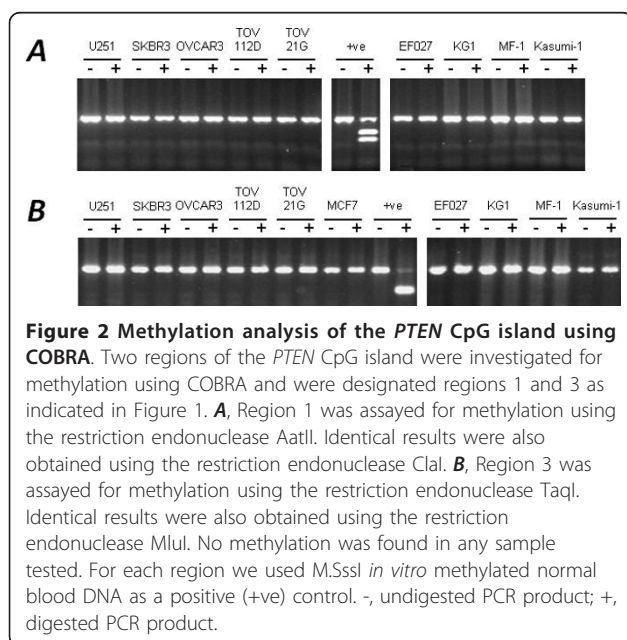 A
U251 SKBR3 OVCAR3 TOV 112D TOV 21G +ve EF027 KG1 MF-1 Kasumi-1
- + - + - + - + - + - + - + - + - + - +
B
U251 SKBR3 OVCAR3 TOV 112D TOV 21G MCF7 +ve EF027 KG1 MF-1 Kasumi-1
- + - + - + - + - + - + - + - + - + - + - +
Figure 2 Methylation analysis of the PTEN CpG island using
COBRA. Two regions of the PTEN CpG island were investigated for
methylation using COBRA and were designated regions 1 and 3 as
indicated in Figure 1. A, Region 1 was assayed for methylation using
the restriction endonuclease AatII. Identical results were also
obtained using the restriction endonuclease ClaI. B, Region 3 was
assayed for methylation using the restriction endonuclease TaqI.
Identical results were also obtained using the restriction
endonuclease MluI. No methylation was found in any sample
tested. For each region we used M.SssI in vitro methylated normal
blood DNA as a positive (+ve) control. -, undigested PCR product; +,
digested PCR product.